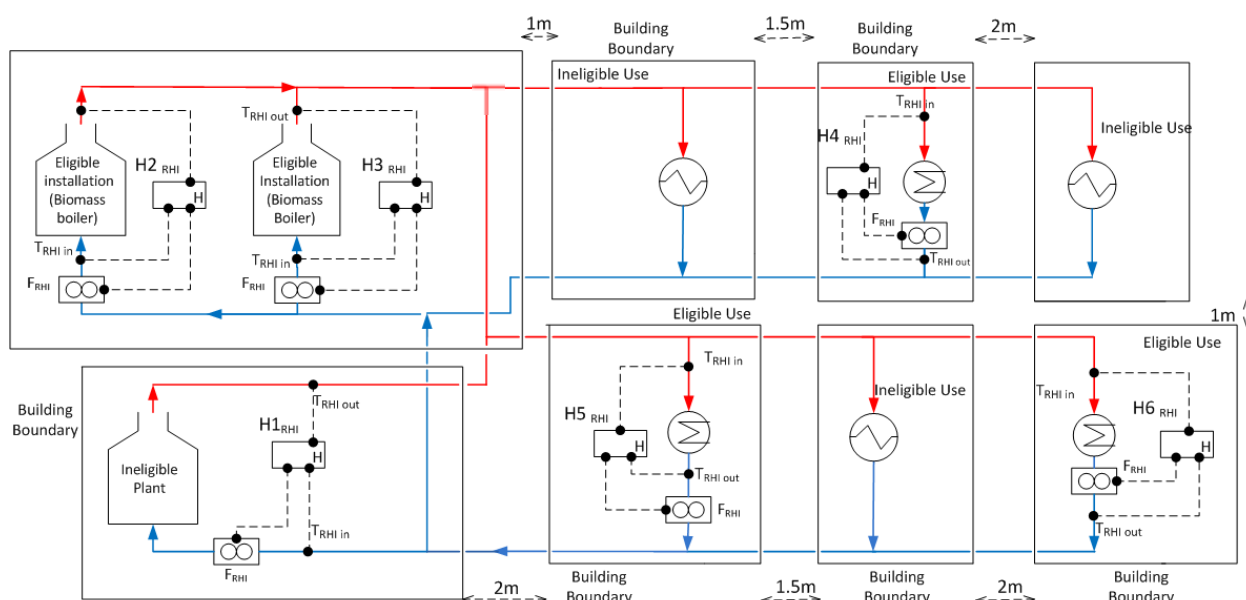 1m
Building
Boundary
1.5m
Building
Boundary
2m
Ineligible Use
Eligible Use
T RHI in
T RHI out
Eligible
installation
(Biomass
boiler)
H2 RHI
H
Eligible
Installation
(Biomass
Boiler)
H3 RHI
H
H4 RHI
H
Ineligible Use
F RHI
T RHI in
T RHI in
T RHI out
F RHI
F RHI
Eligible Use
1m
Eligible Use
T RHI in
T RHI in
Building
Boundary
T RHI out
Ineligible Use
H1 RHI
H
H5 RHI
H
H6 RHI
H
Ineligible
Plant
T RHI out
F RHI
F RHI
T RHI in
T RHI out
F RHI
2m
Building
Boundary
1.5m
Building
Boundary
2m
Building
Boundary